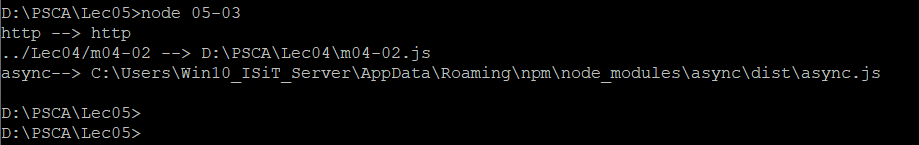 D:\PSCA\Lec05>node 05-03
http --> http
../Lec04/m04-02 --> D:\PSCA\Lec04\m04-02.js
async--> C:\Users\Win10_ISiT_Server\AppData\Roaming\npm\node_modules\async\dist\async.js
D:\PSCA\Lec05>
D:\PSCA\Lec05>